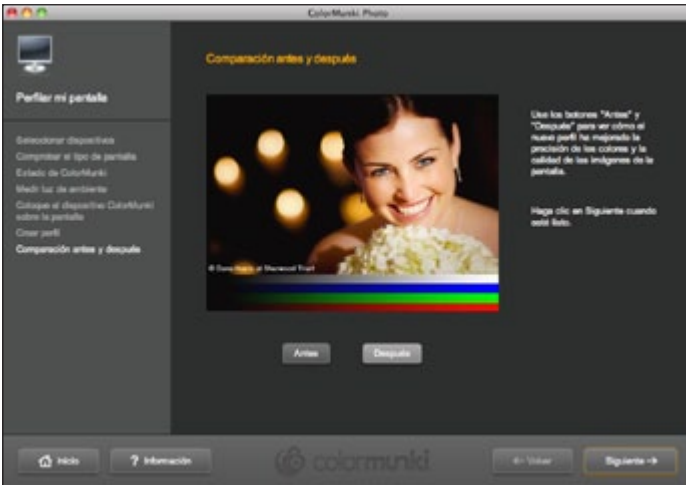 ColorMunki Photo
Perfilar mi pantalla
Seleccionar dispositivos
Comprobar el tipo de pantalla
Estado de ColorMunki
Medir luz de ambiente
Coloque el dispositivo ColorMunki
sobre la pantalla
Crear perfil
Comparación antes y después
Comparación antes y después
Use los botones "Antes" y
"Después" para ver cómo el
nuevo perfil ha mejorado la
precisión de los colores y la
calidad de las imágenes de la
pantalla.
Haga clic en Siguiente cuando
esté listo.
©
Antes
Después
Inicio
? Información
colormunki
<- Volver
Siguiente ->